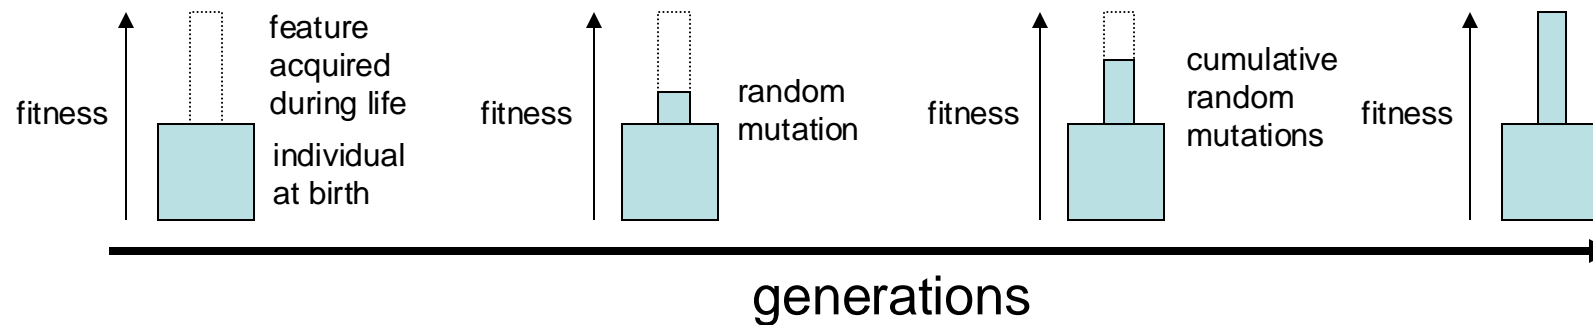 fitness
feature
acquired
during life
individual
at birth
fitness
random
mutation
fitness
cumulative
random
mutations
fitness
generations